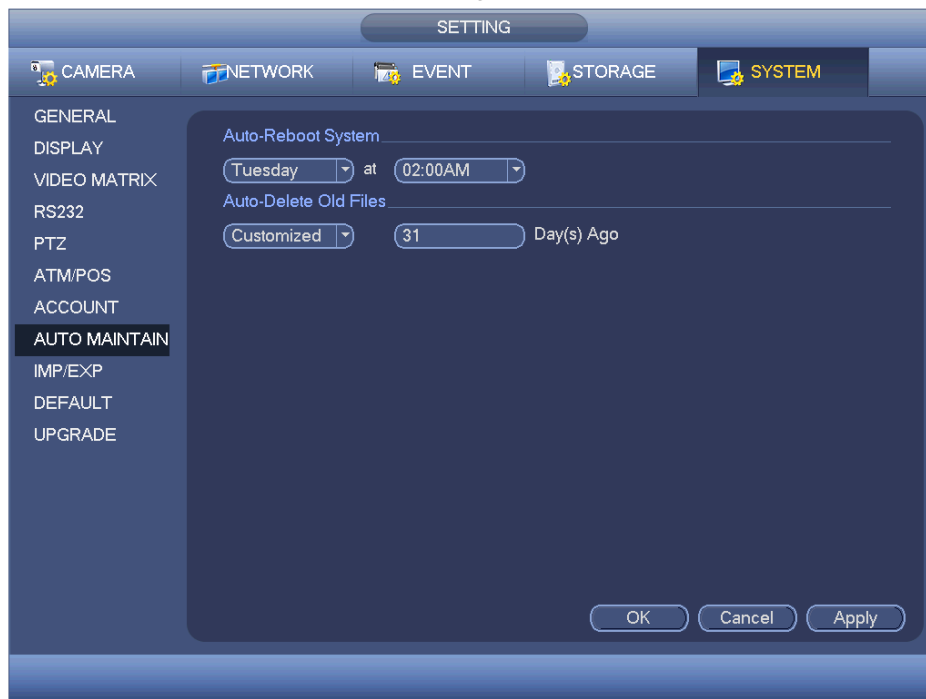 SETTING
CAMERA NETWORK EVENT STORAGE SYSTEM
GENERAL
DISPLAY
VIDEO MATRIX
RS232
PTZ
ATM/POS
ACCOUNT
AUTO MAINTAIN
IMP/EXP
DEFAULT
UPGRADE
Auto-Reboot System
Tuesday at 02:00AM
Auto-Delete Old Files
Customized 31 Day(s) Ago
OK Cancel Apply